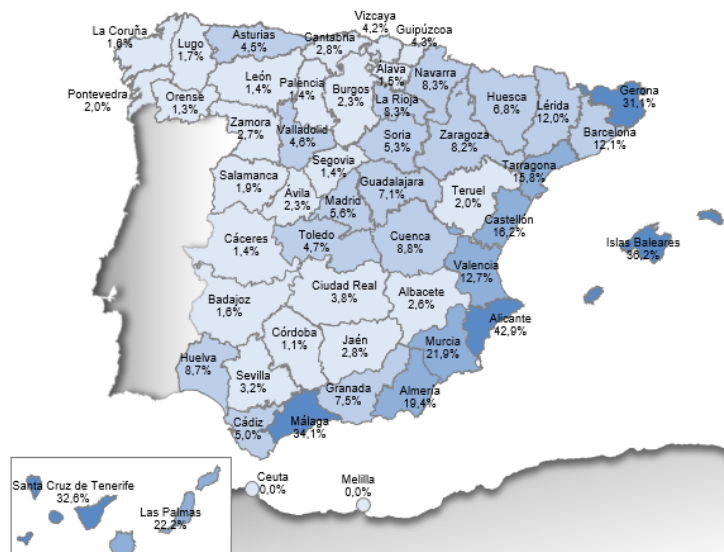 Vizcaya
4,2%
Guipúzcoa
4,3%
La Coruña
1,6%
Lugo
1,7%
Asturias
4,5%
Cantabria
2,8%
Álava
1,5%
Navarra
8,3%
Pontevedra
2,0%
Orense
1,3%
León
1,4%
Palencia
1,4%
Burgos
2,3%
La Rioja
8,3%
Huesca
6,8%
Lérida
12,0%
Gerona
31,1%
Barcelona
12,1%
Zamora
2,7%
Valladolid
4,6%
Soria
5,3%
Zaragoza
8,2%
Tarragona
15,8%
Salamanca
1,9%
Segovia
1,4%
Ávila
2,3%
Madrid
5,6%
Guadalajara
7,1%
Teruel
2,0%
Castellón
16,2%
Islas Baleares
36,2%
Cáceres
1,4%
Toledo
4,7%
Cuenca
8,8%
Valencia
12,7%
Badajoz
1,6%
Ciudad Real
3,8%
Albacete
2,6%
Alicante
42,9%
Huelva
8,7%
Sevilla
3,2%
Córdoba
1,1%
Jaén
2,8%
Murcia
21,9%
Granada
7,5%
Almería
19,4%
Cádiz
5,0%
Málaga
34,1%
Ceuta
0,0%
Melilla
0,0%
Santa Cruz de Tenerife
32,6%
Las Palmas
22,2%